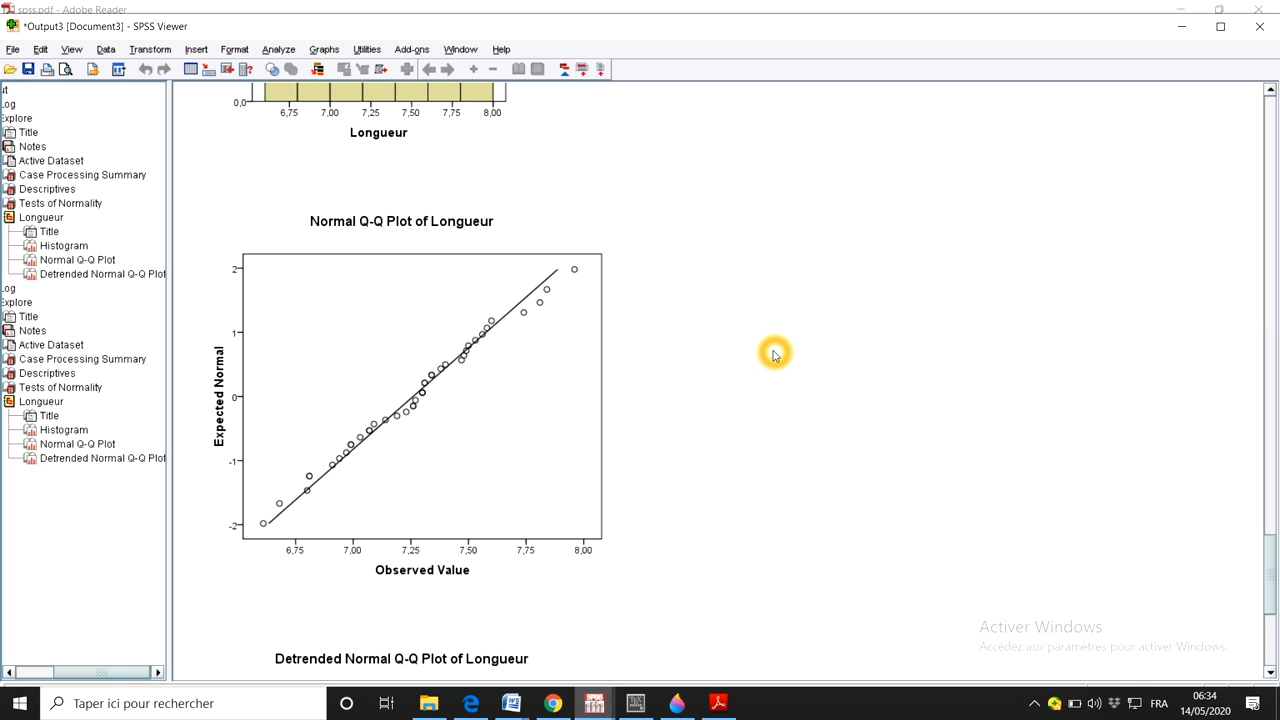 spss.pdf - Adobe Reader
*Output3 [Document3] - SPSS Viewer
File Edit View Data Transform Insert Format Analyze Graphs Utilities Add-ons Window Help
ut
.og
Explore
Title
Notes
Active Dataset
Case Processing Summary
Descriptives
Tests of Normality
Longueur
Title
Histogram
Normal Q-Q Plot
Detrended Normal Q-Q Plot
.og
Explore
Title
Notes
Active Dataset
Case Processing Summary
Descriptives
Tests of Normality
Longueur
Title
Histogram
Normal Q-Q Plot
Detrended Normal Q-Q Plot
0,0
6,75 7,00 7,25 7,50 7,75 8,00
Longueur
Normal Q-Q Plot of Longueur
Expected Normal
2
1
0
-1
-2
6,75 7,00 7,25 7,50 7,75 8,00
Observed Value
Detrended Normal Q-Q Plot of Longueur
Activer Windows
Accédez aux paramètres pour activer Windows.
Taper ici pour rechercher
FRA
06:34
14/05/2020